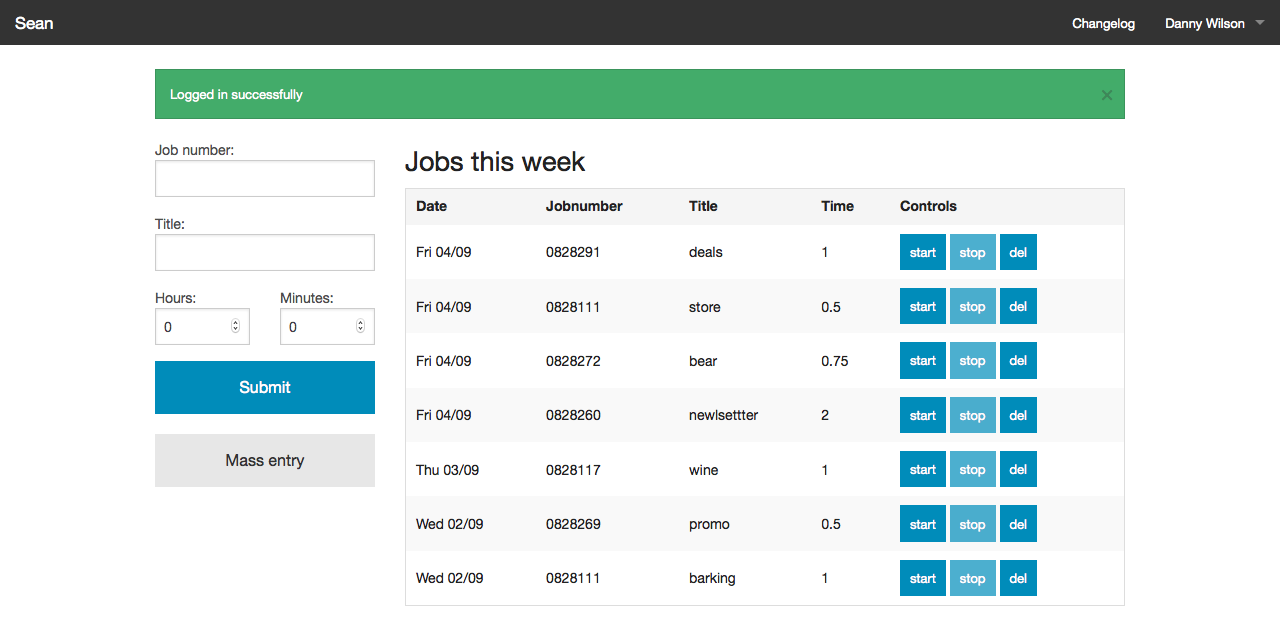 Sean Changelog Danny Wilson
Logged in successfully ×
Job number:
Title:
Hours: Minutes:
0 0
Submit
Mass entry
Jobs this week
Date Jobnumber Title Time Controls
Fri 04/09 0828291 deals 1 start stop del
Fri 04/09 0828111 store 0.5 start stop del
Fri 04/09 0828272 bear 0.75 start stop del
Fri 04/09 0828260 newlsettter 2 start stop del
Thu 03/09 0828117 wine 1 start stop del
Wed 02/09 0828269 promo 0.5 start stop del
Wed 02/09 0828111 barking 1 start stop del